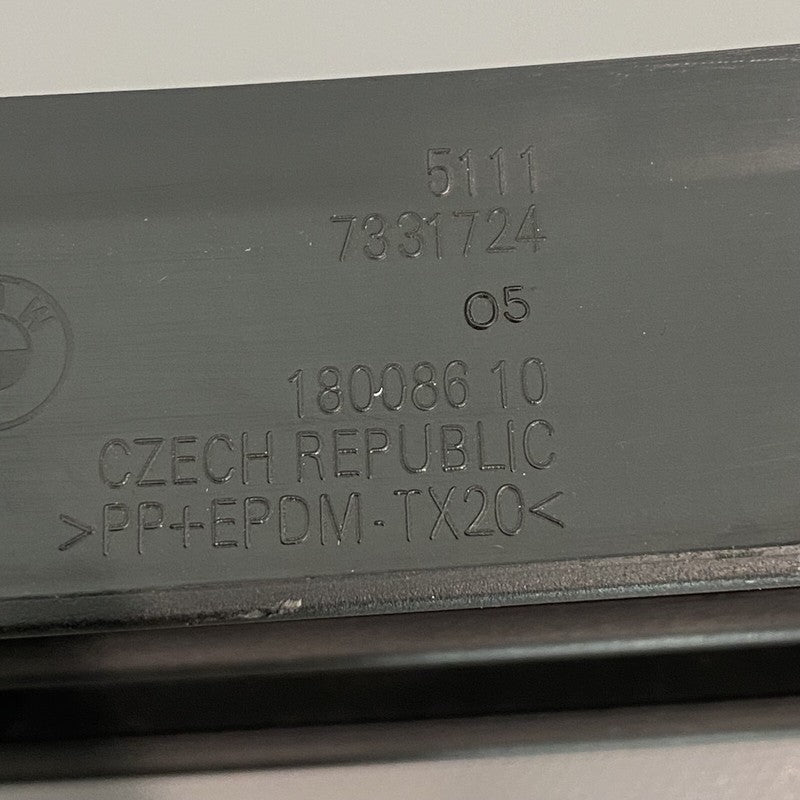 5111
7331724
05
180086 10
CZECH REPUBLIC
>PP+EPDM-TX20<